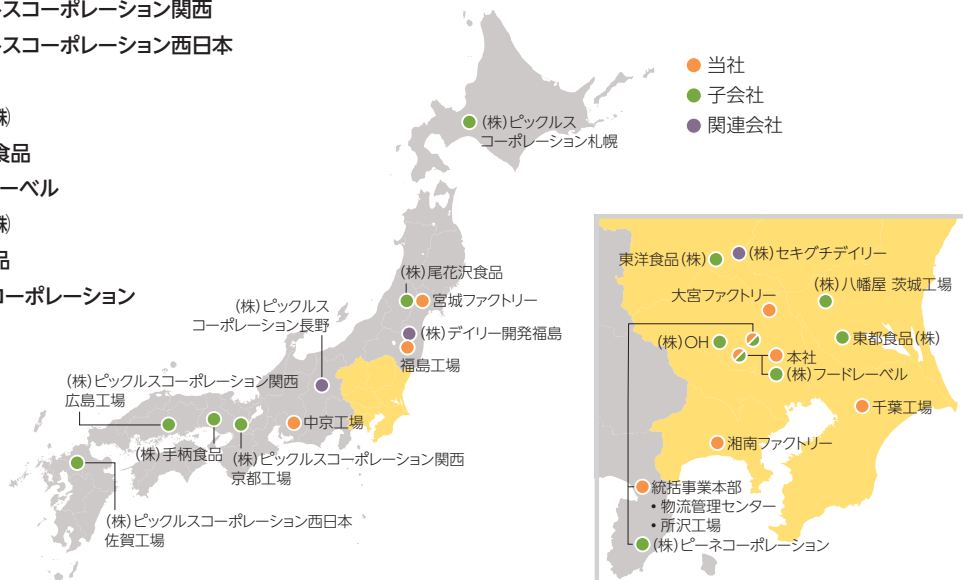 ルスコーポレーション関西
ルスコーポレーション西日本
(株)
食品
ーベル
(株)
品
コーポレーション
当社
子会社
関連会社
(株)ピックルス
コーポレーション札幌
(株)尾花沢食品
宮城ファクトリー
(株)ピックルス
コーポレーション長野
(株)デイリー開発福島
福島工場
(株)ピックルスコーポレーション関西
広島工場
中京工場
(株)手柄食品
(株)ピックルスコーポレーション関西
京都工場
(株)ピックルスコーポレーション西日本
佐賀工場
東洋食品(株)
(株)セキグチデイリー
(株)八幡屋 茨城工場
大宮ファクトリー
(株)OH
東都食品(株)
本社
(株)フードレーベル
千葉工場
湘南ファクトリー
統括事業本部
・物流管理センター
・所沢工場
(株)ピーネコーポレーション